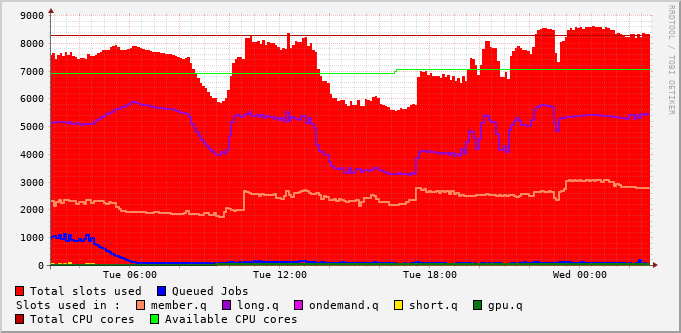 RRDTOOL / TOBI OETIKER
9000
8000
7000
6000
5000
4000
3000
2000
1000
0
Tue 06:00 Tue 12:00 Tue 18:00 Wed 00:00
Total slots used Queued Jobs
Slots used in : member.q long.q ondemand.q short.q gpu.q
Total CPU cores Available CPU cores